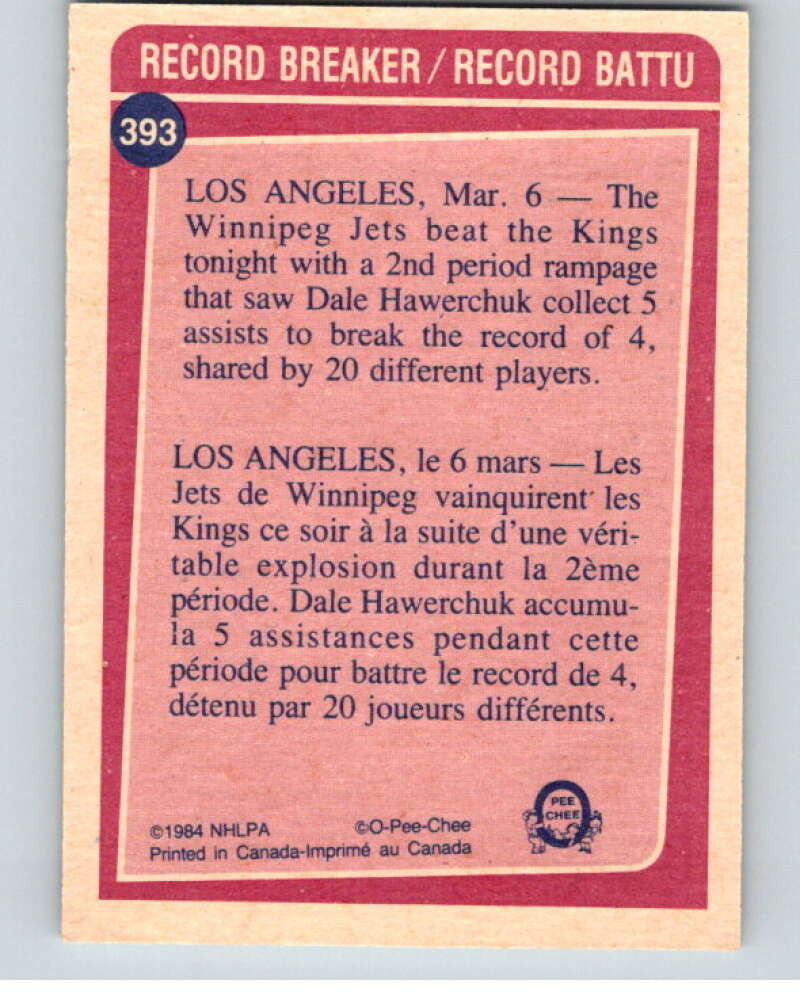 RECORD BREAKER / RECORD BATTU
393
LOS ANGELES, Mar. 6 — The
Winnipeg Jets beat the Kings
tonight with a 2nd period rampage
that saw Dale Hawerchuk collect 5
assists to break the record of 4,
shared by 20 different players.
LOS ANGELES, le 6 mars — Les
Jets de Winnipeg vainquirent les
Kings ce soir à la suite d'une véri-
table explosion durant la 2ème
période. Dale Hawerchuk accumu-
la 5 assistances pendant cette
période pour battre le record de 4,
détenu par 20 joueurs différents.
©1984 NHLPA ©O-Pee-Chee
Printed in Canada-Imprimé au Canada
PEE
CHEE